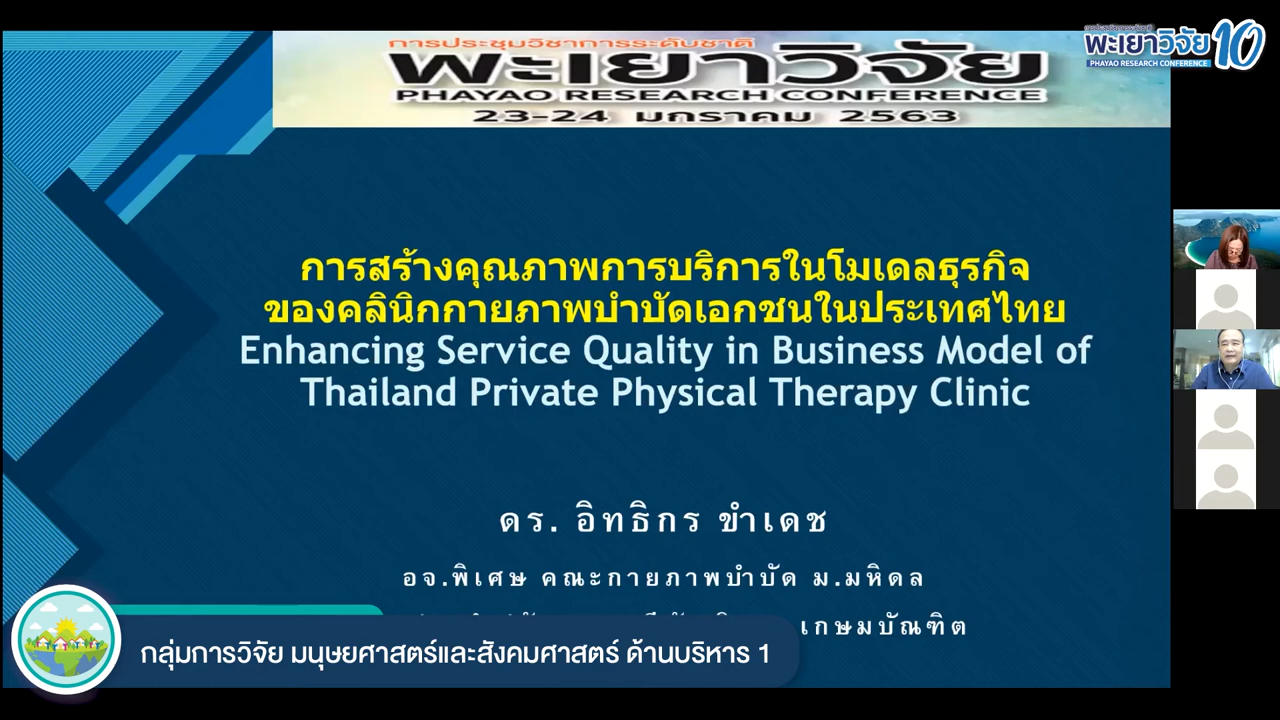 การประชุมวิชาการระดับชาติ
พะเยาวิจัย
PHAYAO RESEARCH CONFERENCE
23-24 มกราคม 2563
พะเยาวิจัย 10
PHAYAO RESEARCH CONFERENCE
การสร้างคุณภาพการบริการในโมเดลธุรกิจ
ของคลินิกกายภาพบำบัดเอกชนในประเทศไทย
Enhancing Service Quality in Business Model of
Thailand Private Physical Therapy Clinic
ดร. อิทธิกร ขำเดช
อจ.พิเศษ คณะกายภาพบำบัด ม.มหิดล
เกษมบัณฑิต
กลุ่มการวิจัย มนุษยศาสตร์และสังคมศาสตร์ ด้านบริหาร 1